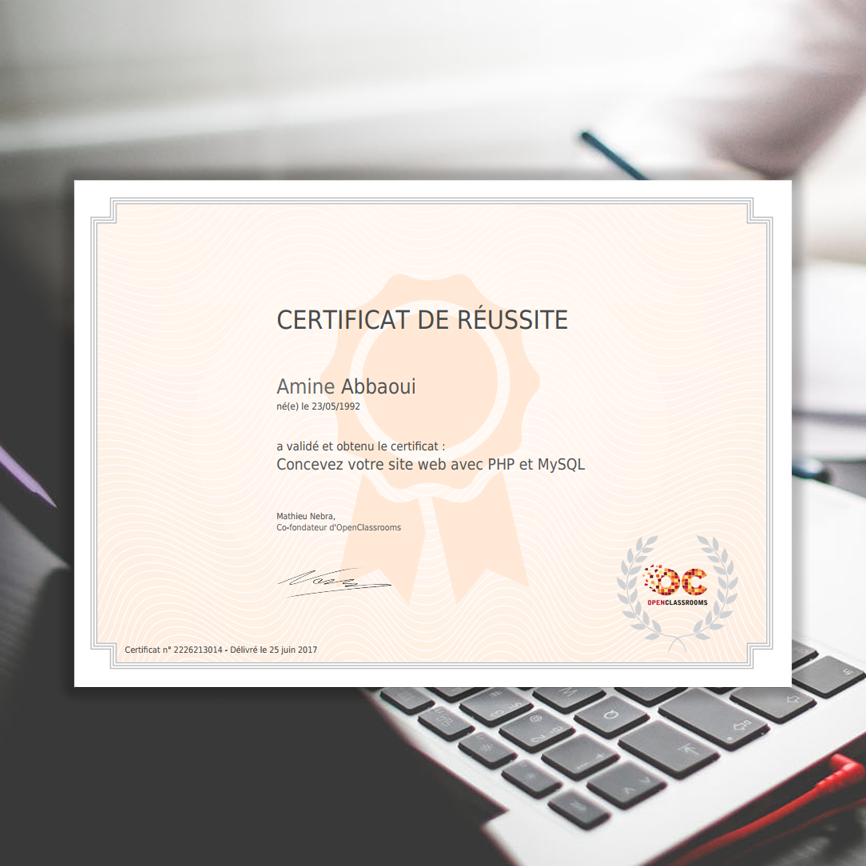 CERTIFICAT DE RÉUSSITE
Amine Abbaoui
né(e) le 23/05/1992
a validé et obtenu le certificat :
Concevez votre site web avec PHP et MySQL
Mathieu Nebra,
Co-fondateur d'OpenClassrooms
OC
OPENCLASSROOMS
Certificat n° 2226213014 - Délivré le 25 juin 2017